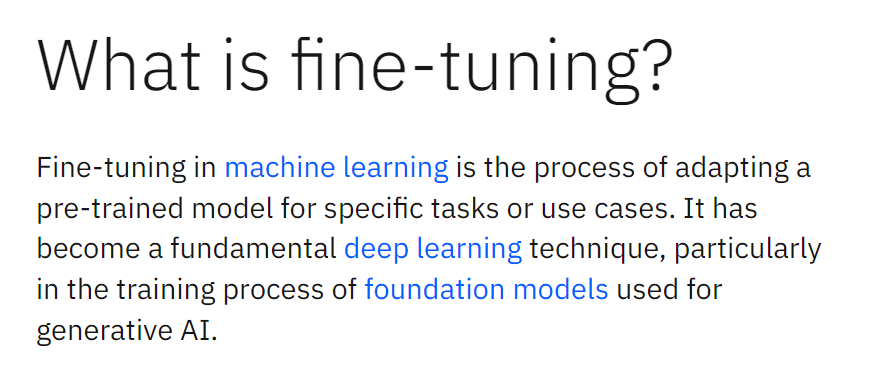 What is fine-tuning?
Fine-tuning in machine learning is the process of adapting a
pre-trained model for specific tasks or use cases. It has
become a fundamental deep learning technique, particularly
in the training process of foundation models used for
generative AI.